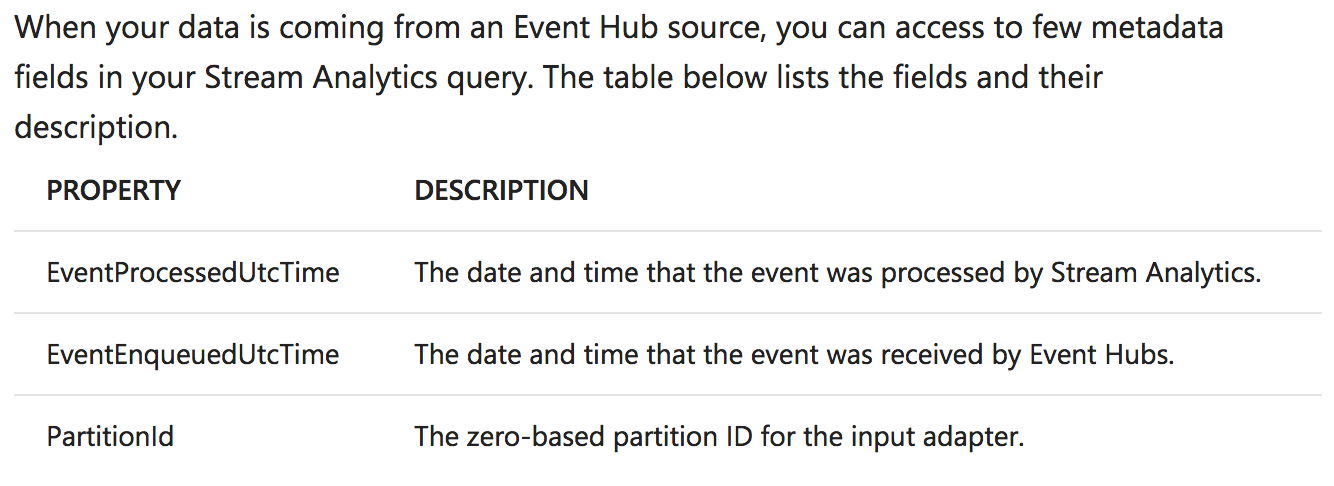 When your data is coming from an Event Hub source, you can access to few metadata
fields in your Stream Analytics query. The table below lists the fields and their
description.
PROPERTY DESCRIPTION
EventProcessedUtcTime The date and time that the event was processed by Stream Analytics.
EventEnqueuedUtcTime The date and time that the event was received by Event Hubs.
PartitionId The zero-based partition ID for the input adapter.